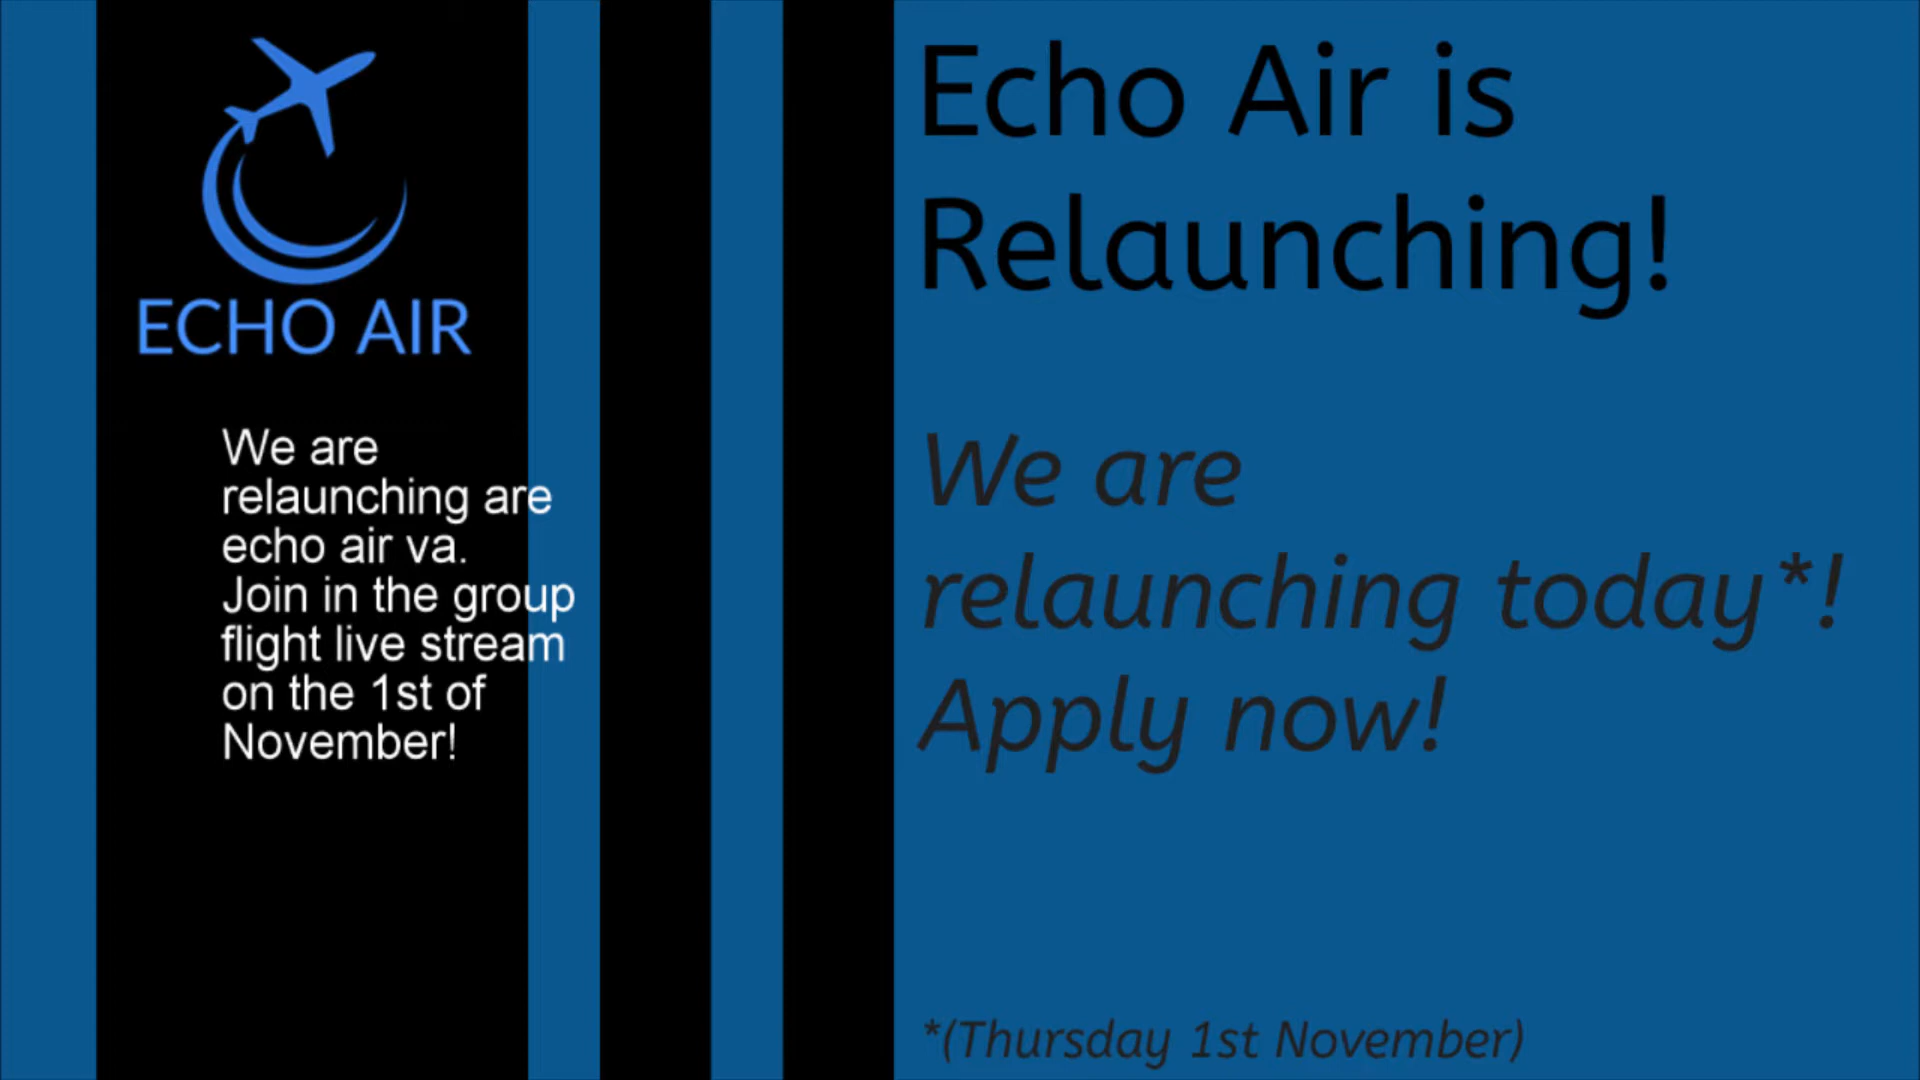 ECHO AIR
We are
relaunching are
echo air va.
Join in the group
flight live stream
on the 1st of
November!
Echo Air is
Relaunching!
We are
relaunching today*!
Apply now!
*(Thursday 1st November)